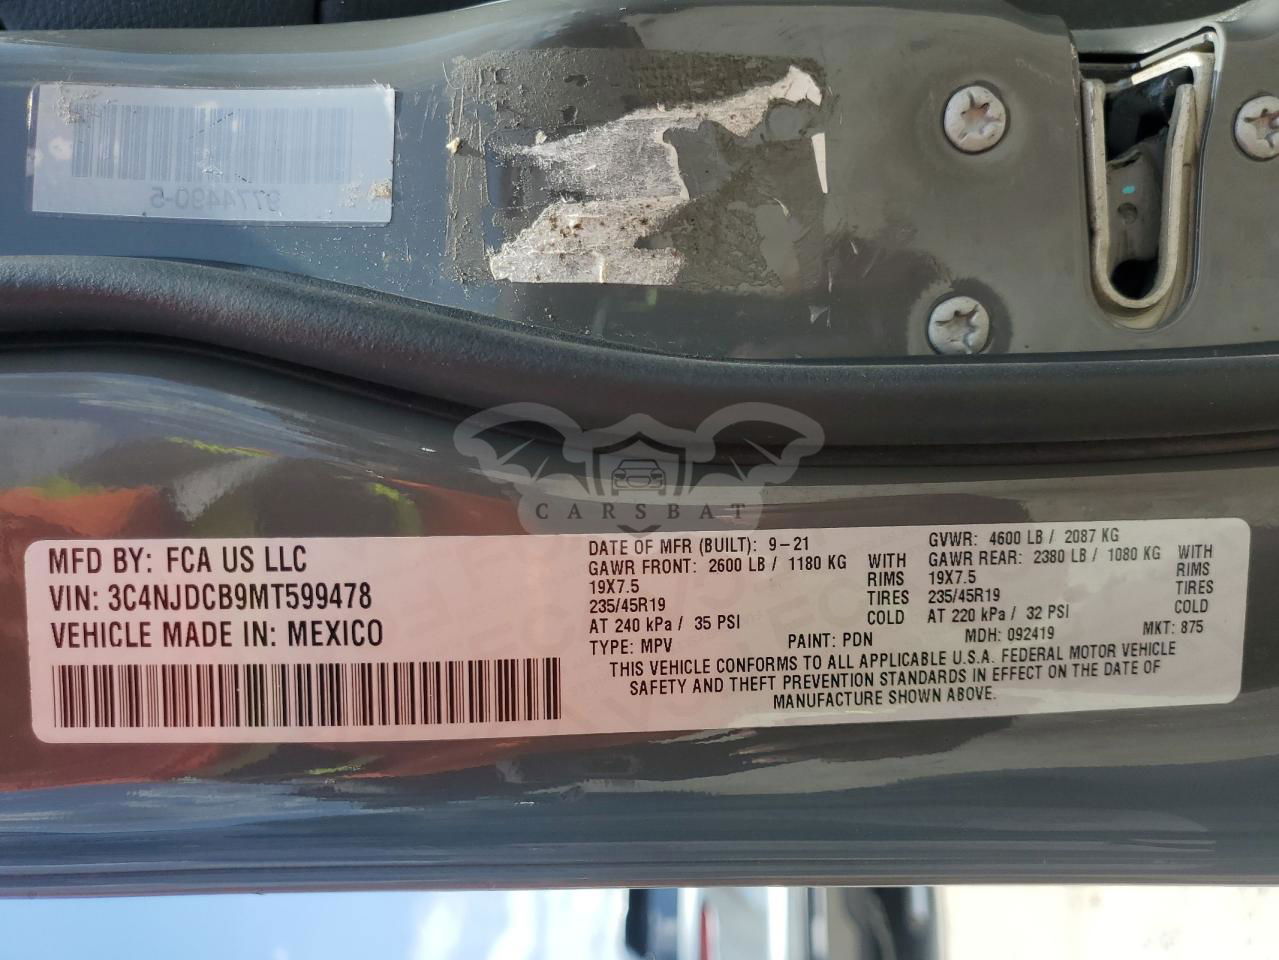 9774490-5
CARSBAT
MFD BY: FCA US LLC
VIN: 3C4NJDCB9MT599478
VEHICLE MADE IN: MEXICO
DATE OF MFR (BUILT): 9-21
GAWR FRONT: 2600 LB / 1180 KG WITH
19X7.5 RIMS
235/45R19 TIRES
AT 240 kPa / 35 PSI COLD
GVWR: 4600 LB / 2087 KG
GAWR REAR: 2380 LB / 1080 KG WITH
19X7.5 RIMS
235/45R19 TIRES
AT 220 kPa / 32 PSI COLD
TYPE: MPV PAINT: PDN MDH: 092419 MKT: 875
THIS VEHICLE CONFORMS TO ALL APPLICABLE U.S.A. FEDERAL MOTOR VEHICLE
SAFETY AND THEFT PREVENTION STANDARDS IN EFFECT ON THE DATE OF
MANUFACTURE SHOWN ABOVE.